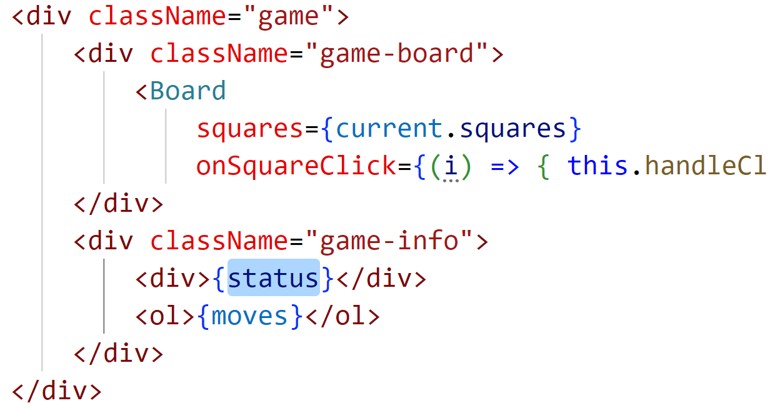 <div className="game">
<div className="game-board">
<Board
squares={current.squares}
onSquareClick={(i) => { this.handleCl
</div>
<div className="game-info">
<div>{status}</div>
<ol>{moves}</ol>
</div>
</div>